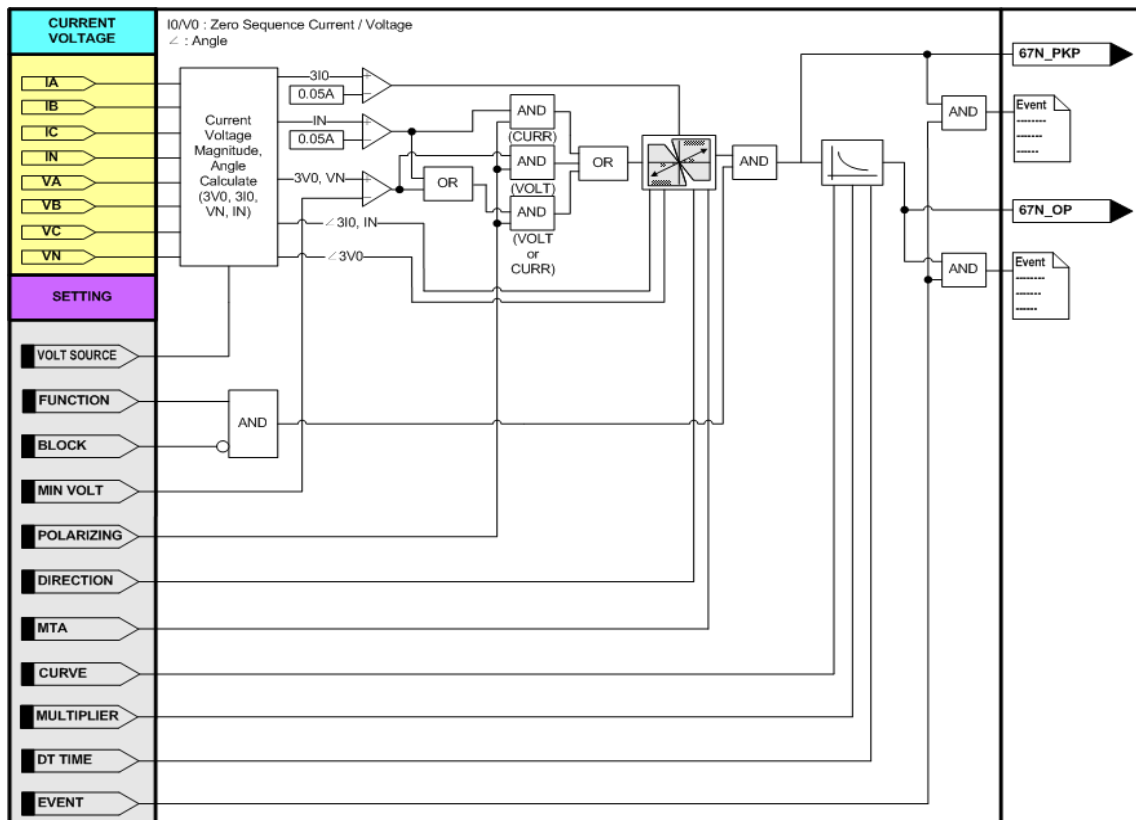 CURRENT
VOLTAGE
I0/V0 : Zero Sequence Current / Voltage
∠ : Angle
IA
IB
IC
IN
VA
VB
VC
VN
Current
Voltage
Magnitude,
Angle
Calculate
(3V0, 3I0,
VN, IN)
3I0
0.05A
IN
0.05A
3V0, VN
∠3I0, IN
∠3V0
+
−
+
−
+
−
OR
AND
(CURR)
AND
(VOLT)
AND
(VOLT
or
CURR)
OR
AND
67N_PKP
AND
Event
67N_OP
AND
Event
SETTING
VOLT SOURCE
FUNCTION
AND
BLOCK
MIN VOLT
POLARIZING
DIRECTION
MTA
CURVE
MULTIPLIER
DT TIME
EVENT